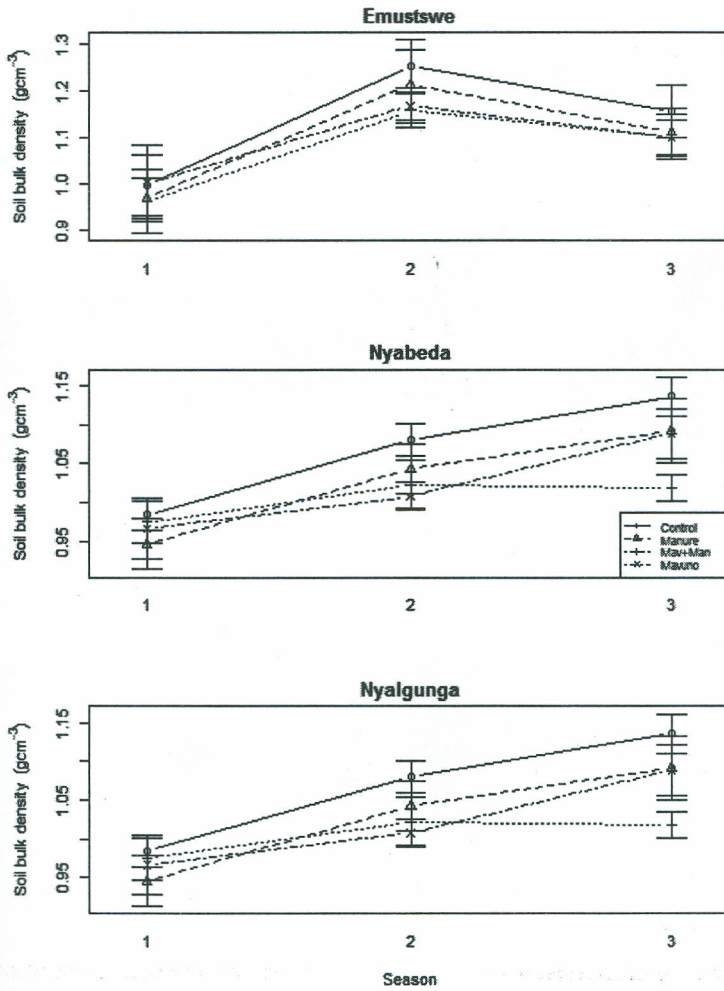 Emustswe
Soil bulk density (gcm⁻³)
1.3
1.2
1.1
1.0
0.9
1 2 3
Nyabeda
Soil bulk density (gcm⁻³)
1.15
1.05
0.95
Control
Manure
Mav+Man
Mavuno
1 2 3
Nyalgunga
Soil bulk density (gcm⁻³)
1.15
1.05
0.95
1 2 3
Season